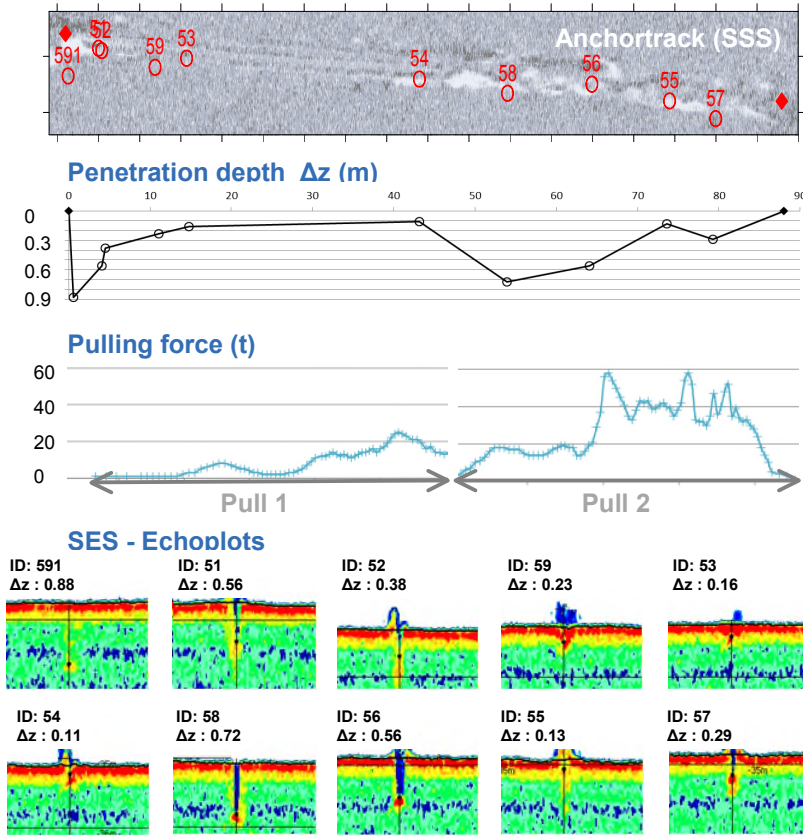 Anchortrack (SSS)
591
51
52
59
53
54
58
56
55
57
Penetration depth Δz (m)
0 10 20 30 40 50 60 70 80 90
0
0.3
0.6
0.9
Pulling force (t)
60
40
20
0
Pull 1
Pull 2
SES - Echoplots
ID: 591
Δz : 0.88
ID: 51
Δz : 0.56
ID: 52
Δz : 0.38
ID: 59
Δz : 0.23
ID: 53
Δz : 0.16
ID: 54
Δz : 0.11
ID: 58
Δz : 0.72
ID: 56
Δz : 0.56
ID: 55
Δz : 0.13
ID: 57
Δz : 0.29
-35m